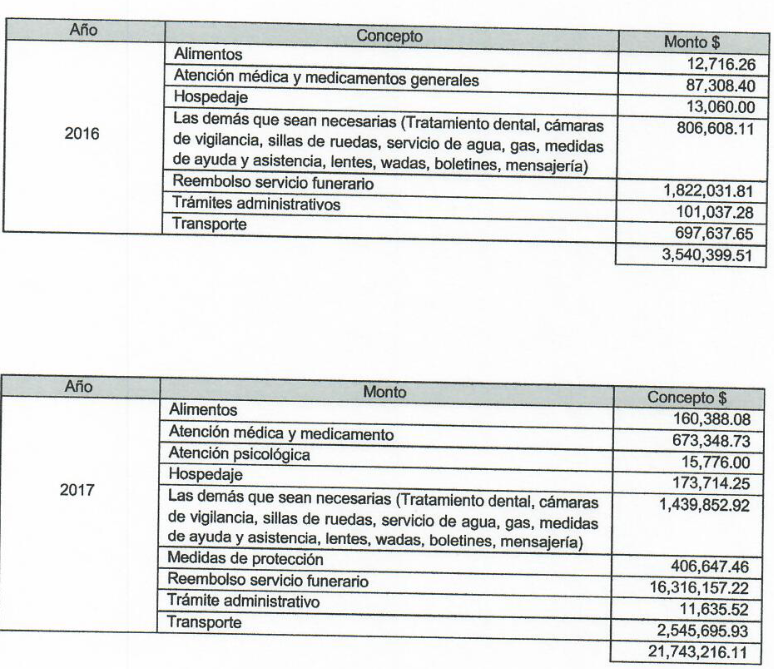 Año Concepto Monto $
2016
Alimentos 12,716.26
Atención médica y medicamentos generales 87,308.40
Hospedaje 13,060.00
Las demás que sean necesarias (Tratamiento dental, cámaras 806,608.11
de vigilancia, sillas de ruedas, servicio de agua, gas, medidas
de ayuda y asistencia, lentes, wadas, boletines, mensajería)
Reembolso servicio funerario 1,822,031.81
Trámites administrativos 101,037.28
Transporte 697,637.65
3,540,399.51
Año Monto Concepto $
2017
Alimentos 160,388.08
Atención médica y medicamento 673,348.73
Atención psicológica 15,776.00
Hospedaje 173,714.25
Las demás que sean necesarias (Tratamiento dental, cámaras 1,439,852.92
de vigilancia, sillas de ruedas, servicio de agua, gas, medidas
de ayuda y asistencia, lentes, wadas, boletines, mensajería)
Medidas de protección 406,647.46
Reembolso servicio funerario 16,316,157.22
Trámite administrativo 11,635.52
Transporte 2,545,695.93
21,743,216.11